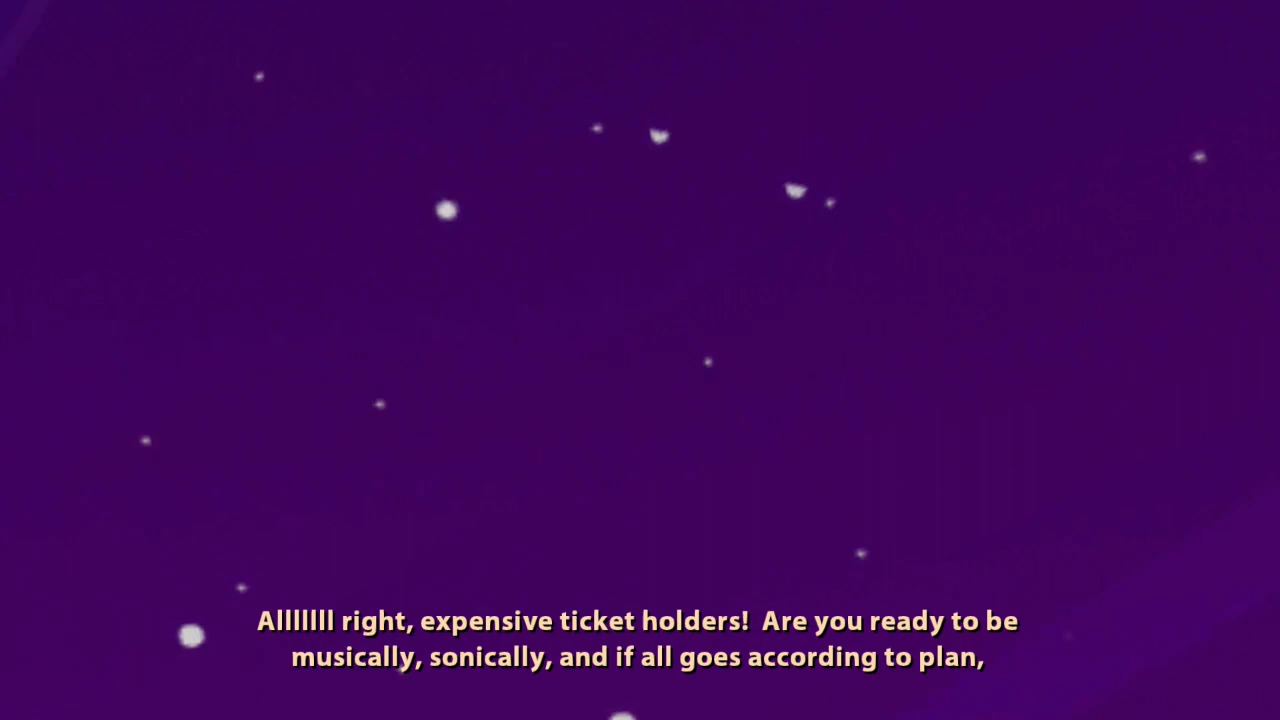 Alllllll right, expensive ticket holders!  Are you ready to be
musically, sonically, and if all goes according to plan,